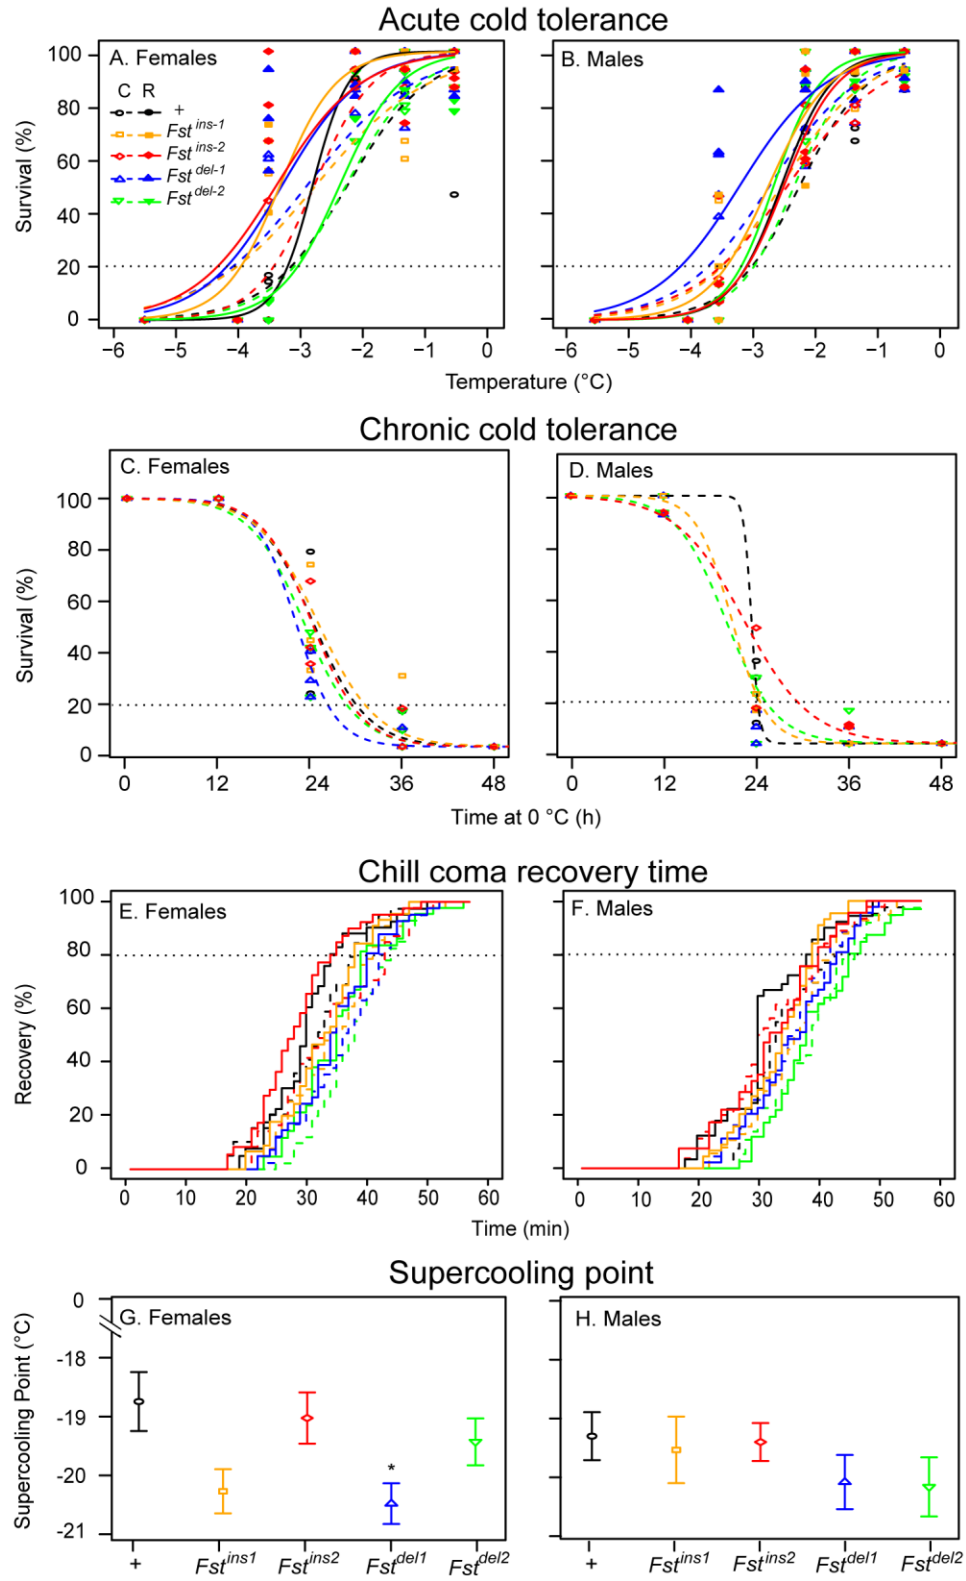 Acute cold tolerance
A. Females
B. Males
C R
+
Fst ins-1
Fst ins-2
Fst del-1
Fst del-2
Survival (%)
100
80
60
40
20
0
−6 −5 −4 −3 −2 −1 0
−6 −5 −4 −3 −2 −1 0
Temperature (°C)
Chronic cold tolerance
C. Females
D. Males
Survival (%)
100
80
60
40
20
0
0 12 24 36 48
0 12 24 36 48
Time at 0 °C (h)
Chill coma recovery time
E. Females
F. Males
Recovery (%)
100
80
60
40
20
0
0 10 20 30 40 50 60
0 10 20 30 40 50 60
Time (min)
Supercooling point
G. Females
H. Males
Supercooling Point (°C)
0
-18
-19
-20
-21
*
+ Fst ins1 Fst ins2 Fst del1 Fst del2
+ Fst ins1 Fst ins2 Fst del1 Fst del2